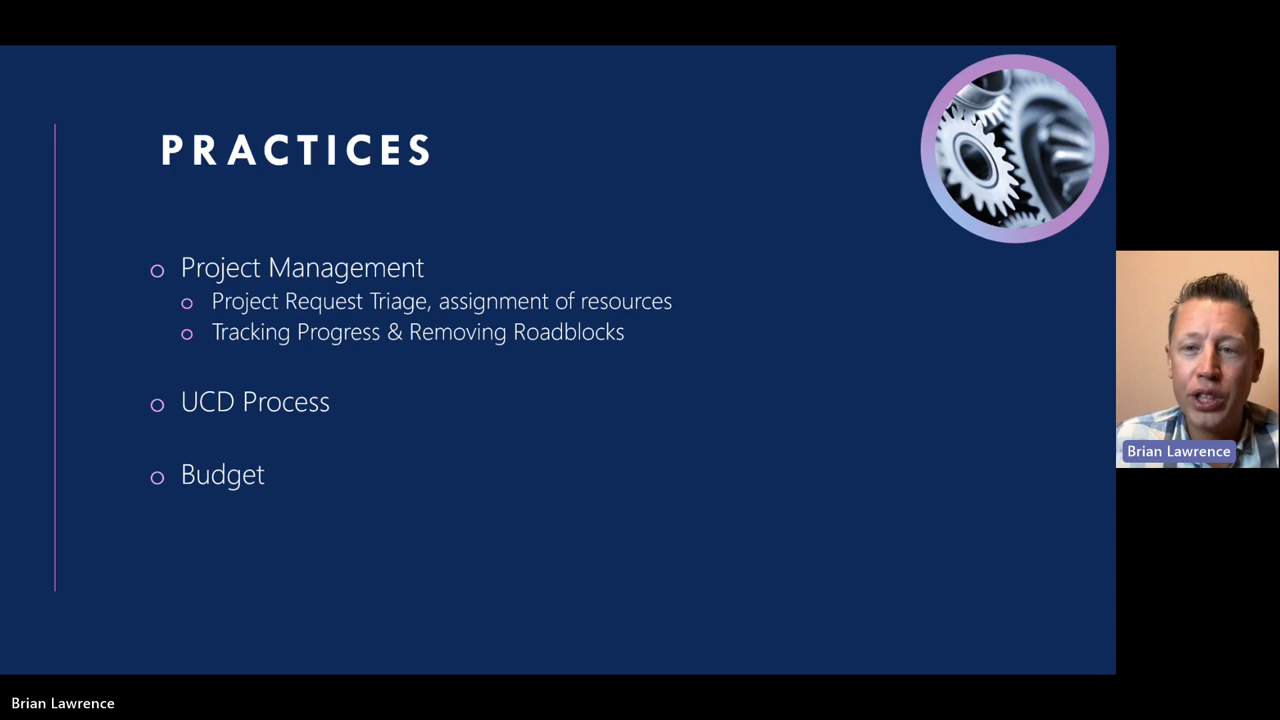 PRACTICES
Project Management
Project Request Triage, assignment of resources
Tracking Progress & Removing Roadblocks
UCD Process
Budget
Brian Lawrence
Brian Lawrence